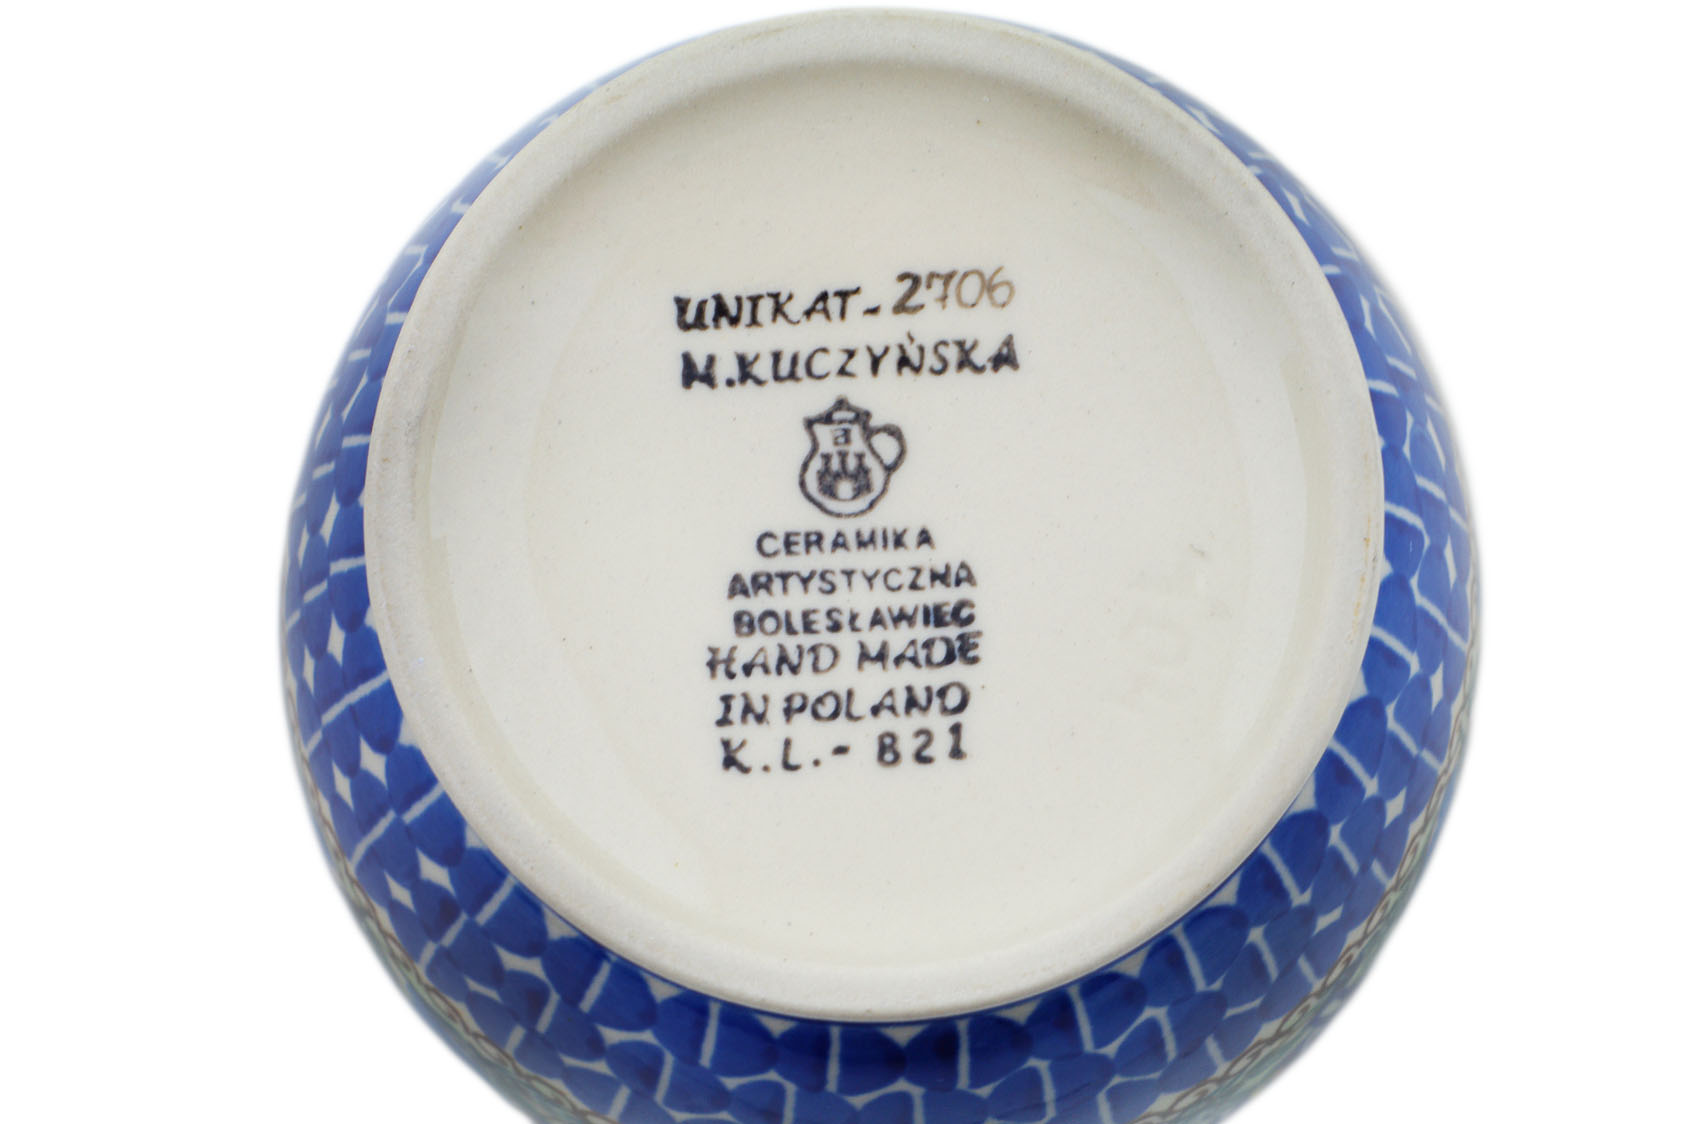 UNIKAT-2706
M.KUCZYŃSKA
a
CERAMIKA
ARTYSTYCZNA
BOLESŁAWIEC
HAND MADE
IN POLAND
K.L.-821